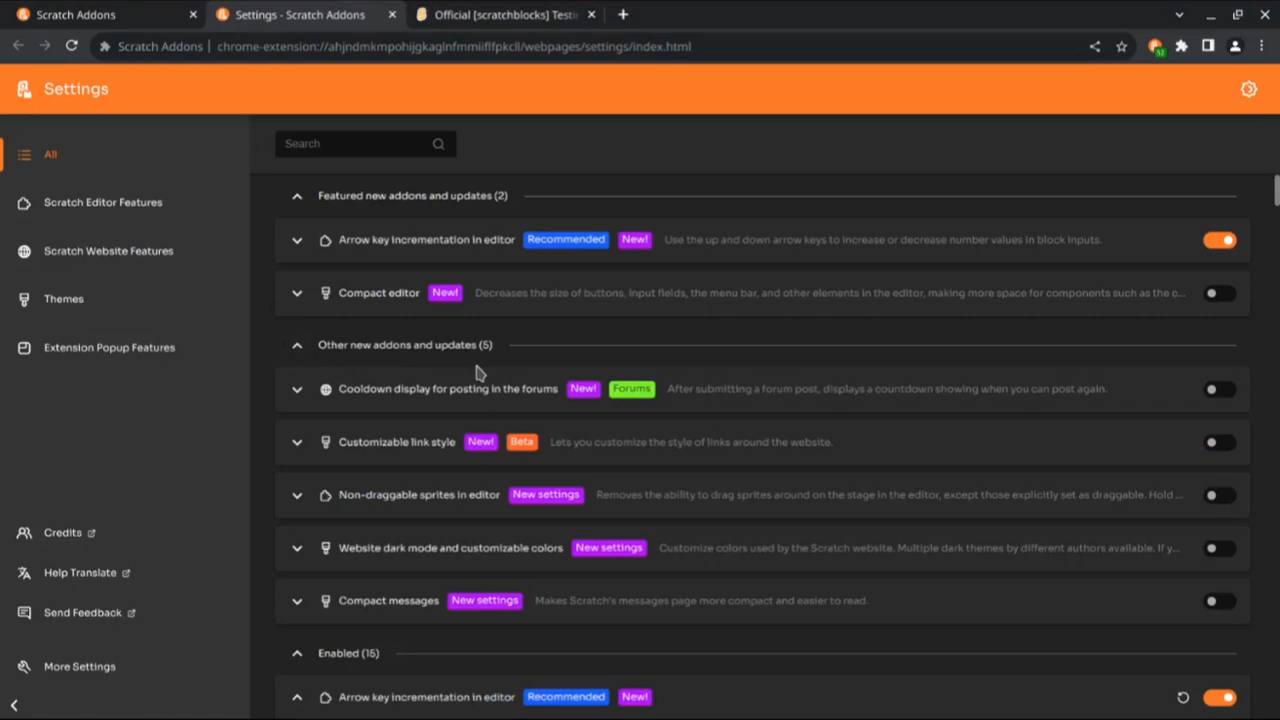 Scratch Addons
Settings - Scratch Addons
Official [scratchblocks] Testin
Scratch Addons | chrome-extension://ahjndmkmpohijgkaglnfmmiiflfpkcll/webpages/settings/index.html
52
Settings
All
Scratch Editor Features
Scratch Website Features
Themes
Extension Popup Features
Credits
Help Translate
Send Feedback
More Settings
Search
Featured new addons and updates (2)
Arrow key incrementation in editor Recommended New! Use the up and down arrow keys to increase or decrease number values in block inputs.
Compact editor New! Decreases the size of buttons, input fields, the menu bar, and other elements in the editor, making more space for components such as the c...
Other new addons and updates (5)
Cooldown display for posting in the forums New! Forums After submitting a forum post, displays a countdown showing when you can post again.
Customizable link style New! Beta Lets you customize the style of links around the website.
Non-draggable sprites in editor New settings Removes the ability to drag sprites around on the stage in the editor, except those explicitly set as draggable. Hold ...
Website dark mode and customizable colors New settings Customize colors used by the Scratch website. Multiple dark themes by different authors available. If y...
Compact messages New settings Makes Scratch's messages page more compact and easier to read.
Enabled (15)
Arrow key incrementation in editor Recommended New!